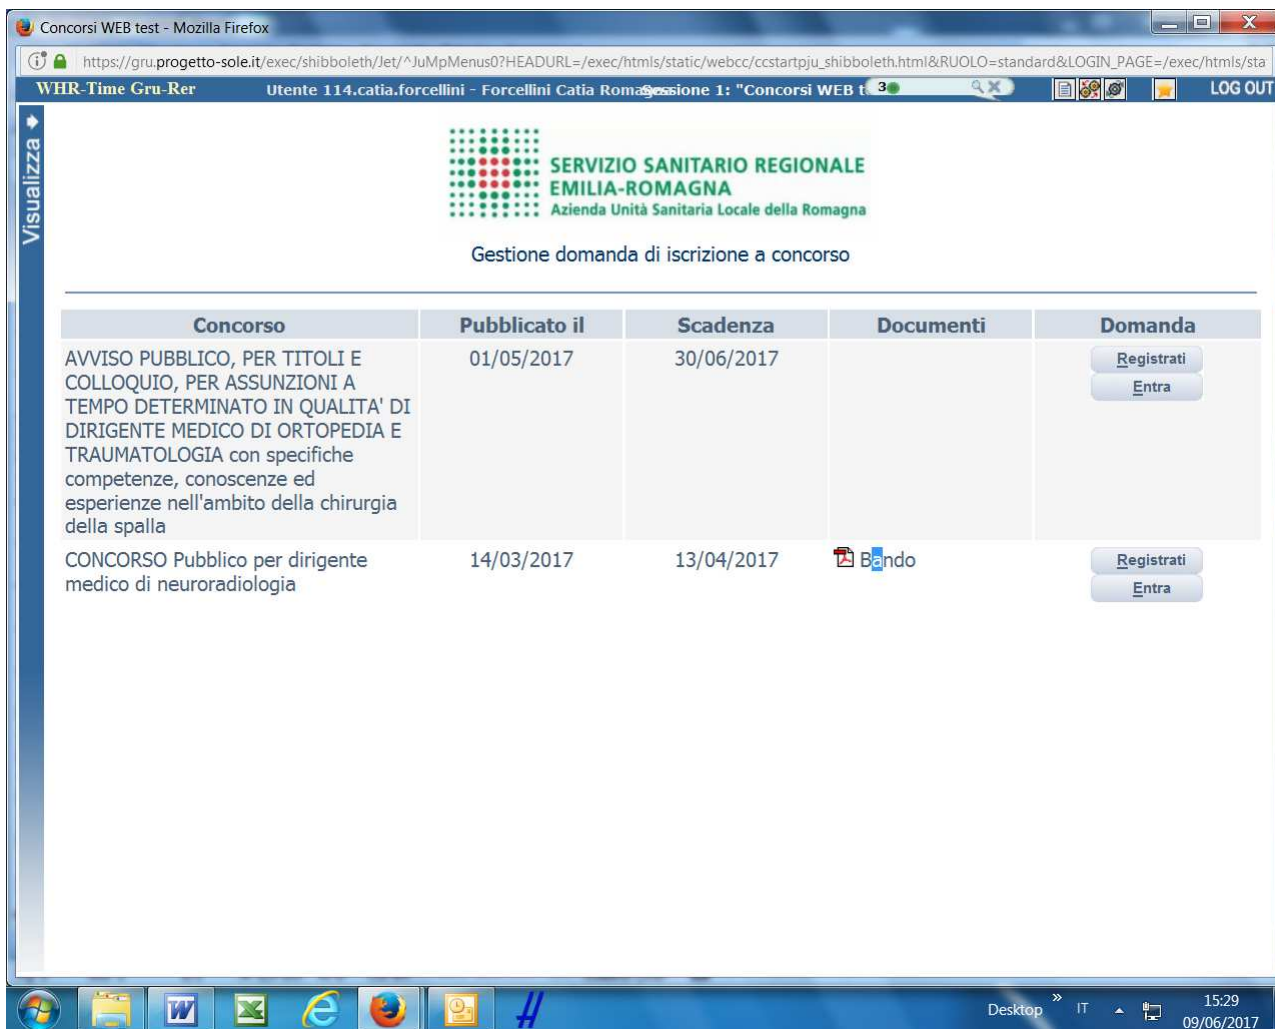 Concorsi WEB test - Mozilla Firefox
https://gru.progetto-sole.it/exec/shibboleth/Jet/^JuMpMenus0?HEADURL=/exec/htmls/static/webcc/ccstartpju_shibboleth.html&RUOLO=standard&LOGIN_PAGE=/exec/htmls/sta
WHR-Time Gru-Rer Utente 114.catia.forcellini - Forcellini Catia 1: "Concorsi WEB t 3 LOG OUT
Visualizza
SERVIZIO SANITARIO REGIONALE
EMILIA-ROMAGNA
Azienda Unità Sanitaria Locale della Romagna
Gestione domanda di iscrizione a concorso
Concorso Pubblicato il Scadenza Documenti Domanda
AVVISO PUBBLICO, PER TITOLI E 01/05/2017 30/06/2017 Registrati
COLLOQUIO, PER ASSUNZIONI A Entra
TEMPO DETERMINATO IN QUALITA' DI
DIRIGENTE MEDICO DI ORTOPEDIA E
TRAUMATOLOGIA con specifiche
competenze, conoscenze ed
esperienze nell'ambito della chirurgia
della spalla
CONCORSO Pubblico per dirigente 14/03/2017 13/04/2017 Bando Registrati
medico di neuroradiologia Entra
Desktop » IT 15:29
09/06/2017